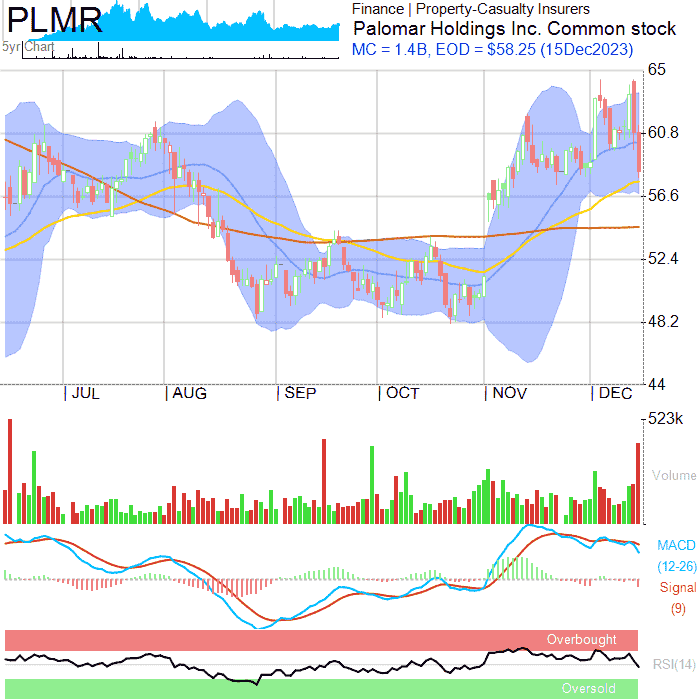 PLMR
5yr Chart
Finance | Property-Casualty Insurers
Palomar Holdings Inc. Common stock
MC = 1.4B, EOD = $58.25 (15Dec2023)
65
60.8
56.6
52.4
48.2
44
JUL AUG SEP OCT NOV DEC
523k
Volume
MACD
(12-26)
Signal
(9)
Overbought
RSI(14)
Oversold